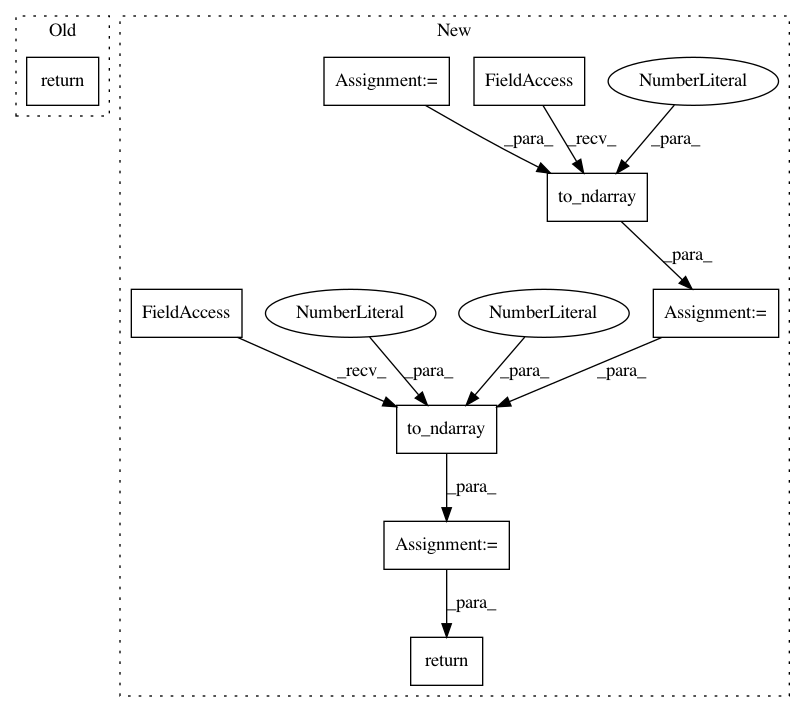 Old
New
return
Assignment:=
FieldAccess
NumberLiteral
_para_
_recv_
_para_
to_ndarray
_para_
FieldAccess
NumberLiteral
NumberLiteral
Assignment:=
_recv_
_para_
_para_
_para_
to_ndarray
_para_
Assignment:=
_para_
return